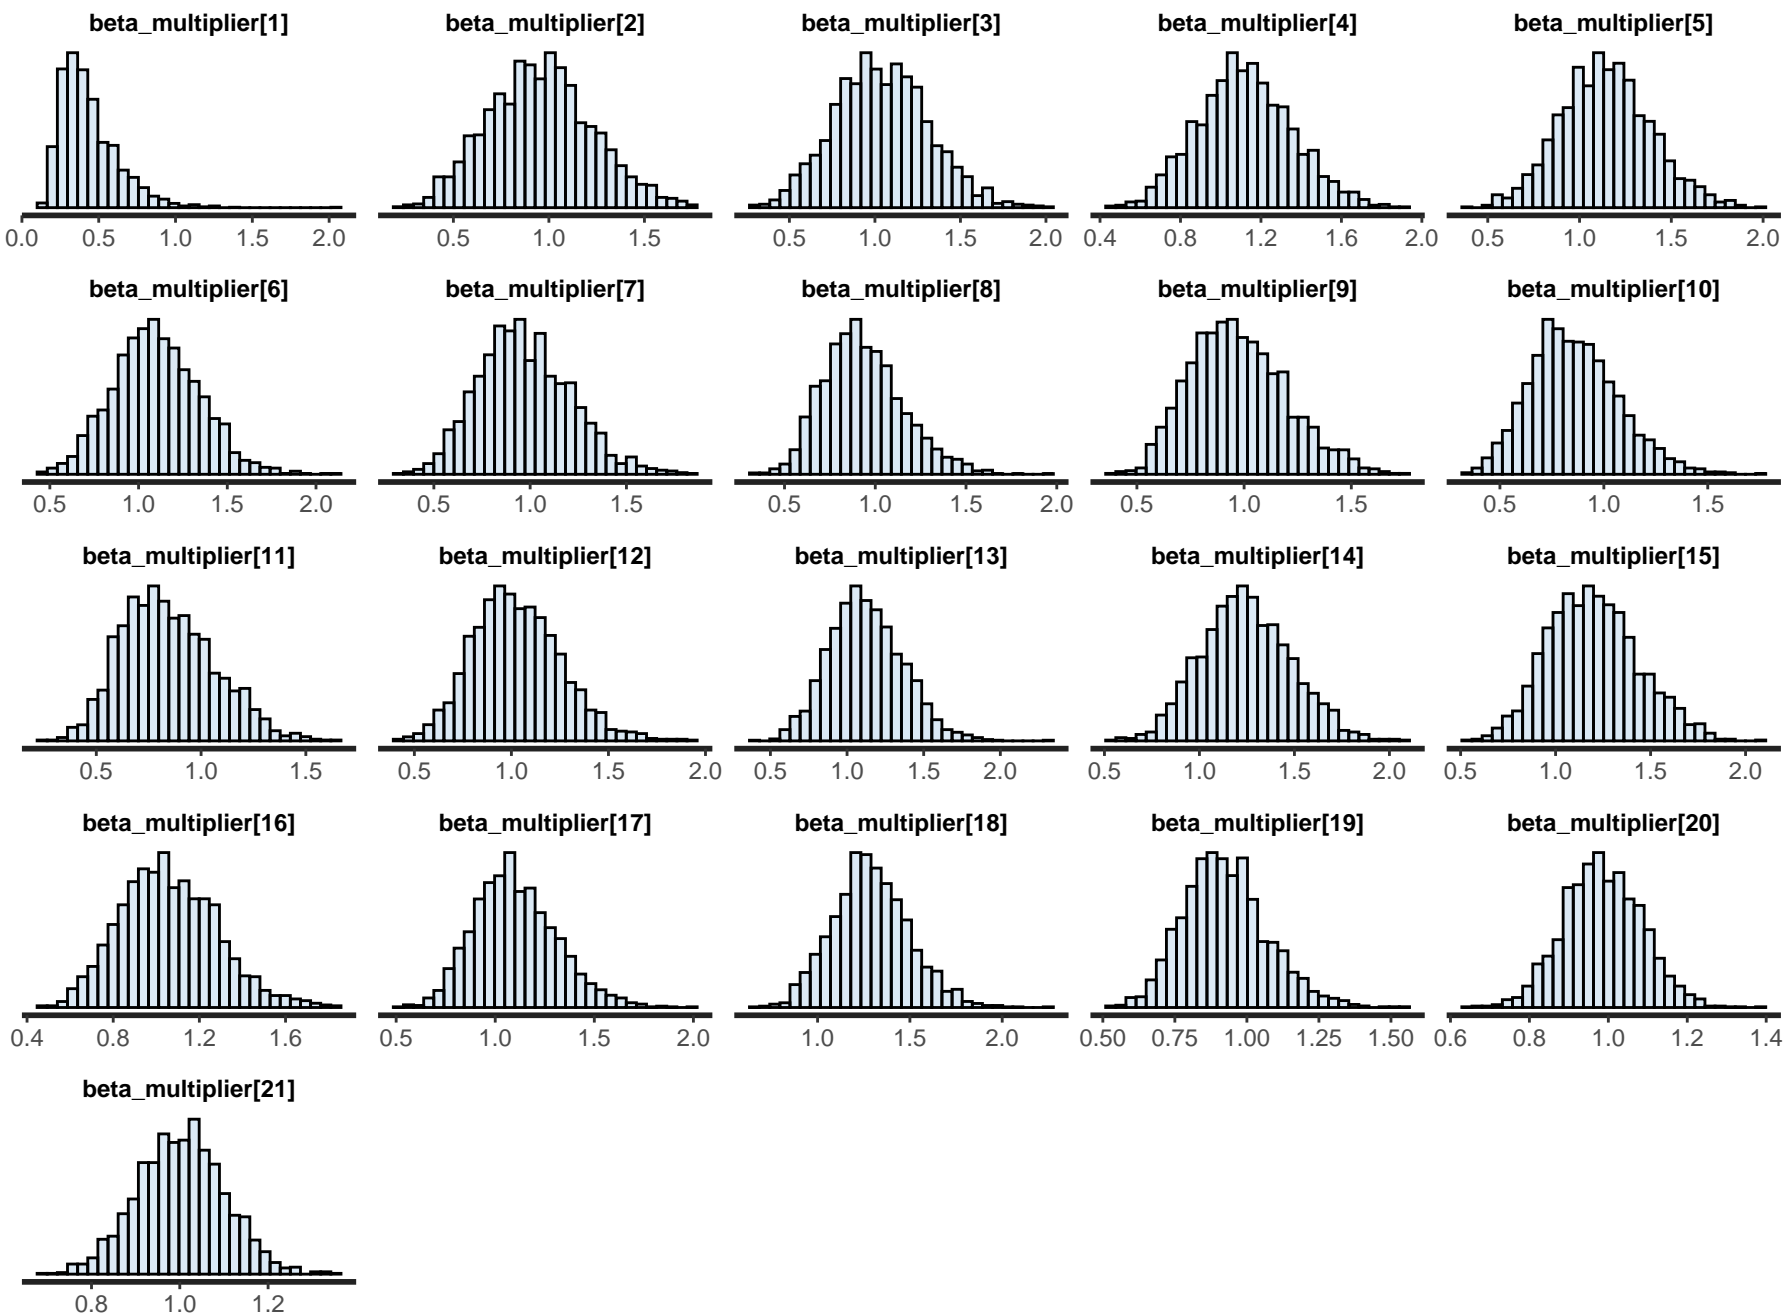 beta_multiplier[1] beta_multiplier[2] beta_multiplier[3] beta_multiplier[4] beta_multiplier[5]
0.0 0.5 1.0 1.5 2.0 0.5 1.0 1.5 0.5 1.0 1.5 2.0 0.4 0.8 1.2 1.6 2.0 0.5 1.0 1.5 2.0
beta_multiplier[6] beta_multiplier[7] beta_multiplier[8] beta_multiplier[9] beta_multiplier[10]
0.5 1.0 1.5 2.0 0.5 1.0 1.5 0.5 1.0 1.5 2.0 0.5 1.0 1.5 0.5 1.0 1.5
beta_multiplier[11] beta_multiplier[12] beta_multiplier[13] beta_multiplier[14] beta_multiplier[15]
0.5 1.0 1.5 0.5 1.0 1.5 2.0 0.5 1.0 1.5 2.0 0.5 1.0 1.5 2.0 0.5 1.0 1.5 2.0
beta_multiplier[16] beta_multiplier[17] beta_multiplier[18] beta_multiplier[19] beta_multiplier[20]
0.4 0.8 1.2 1.6 0.5 1.0 1.5 2.0 1.0 1.5 2.0 0.50 0.75 1.00 1.25 1.50 0.6 0.8 1.0 1.2 1.4
beta_multiplier[21]
0.8 1.0 1.2